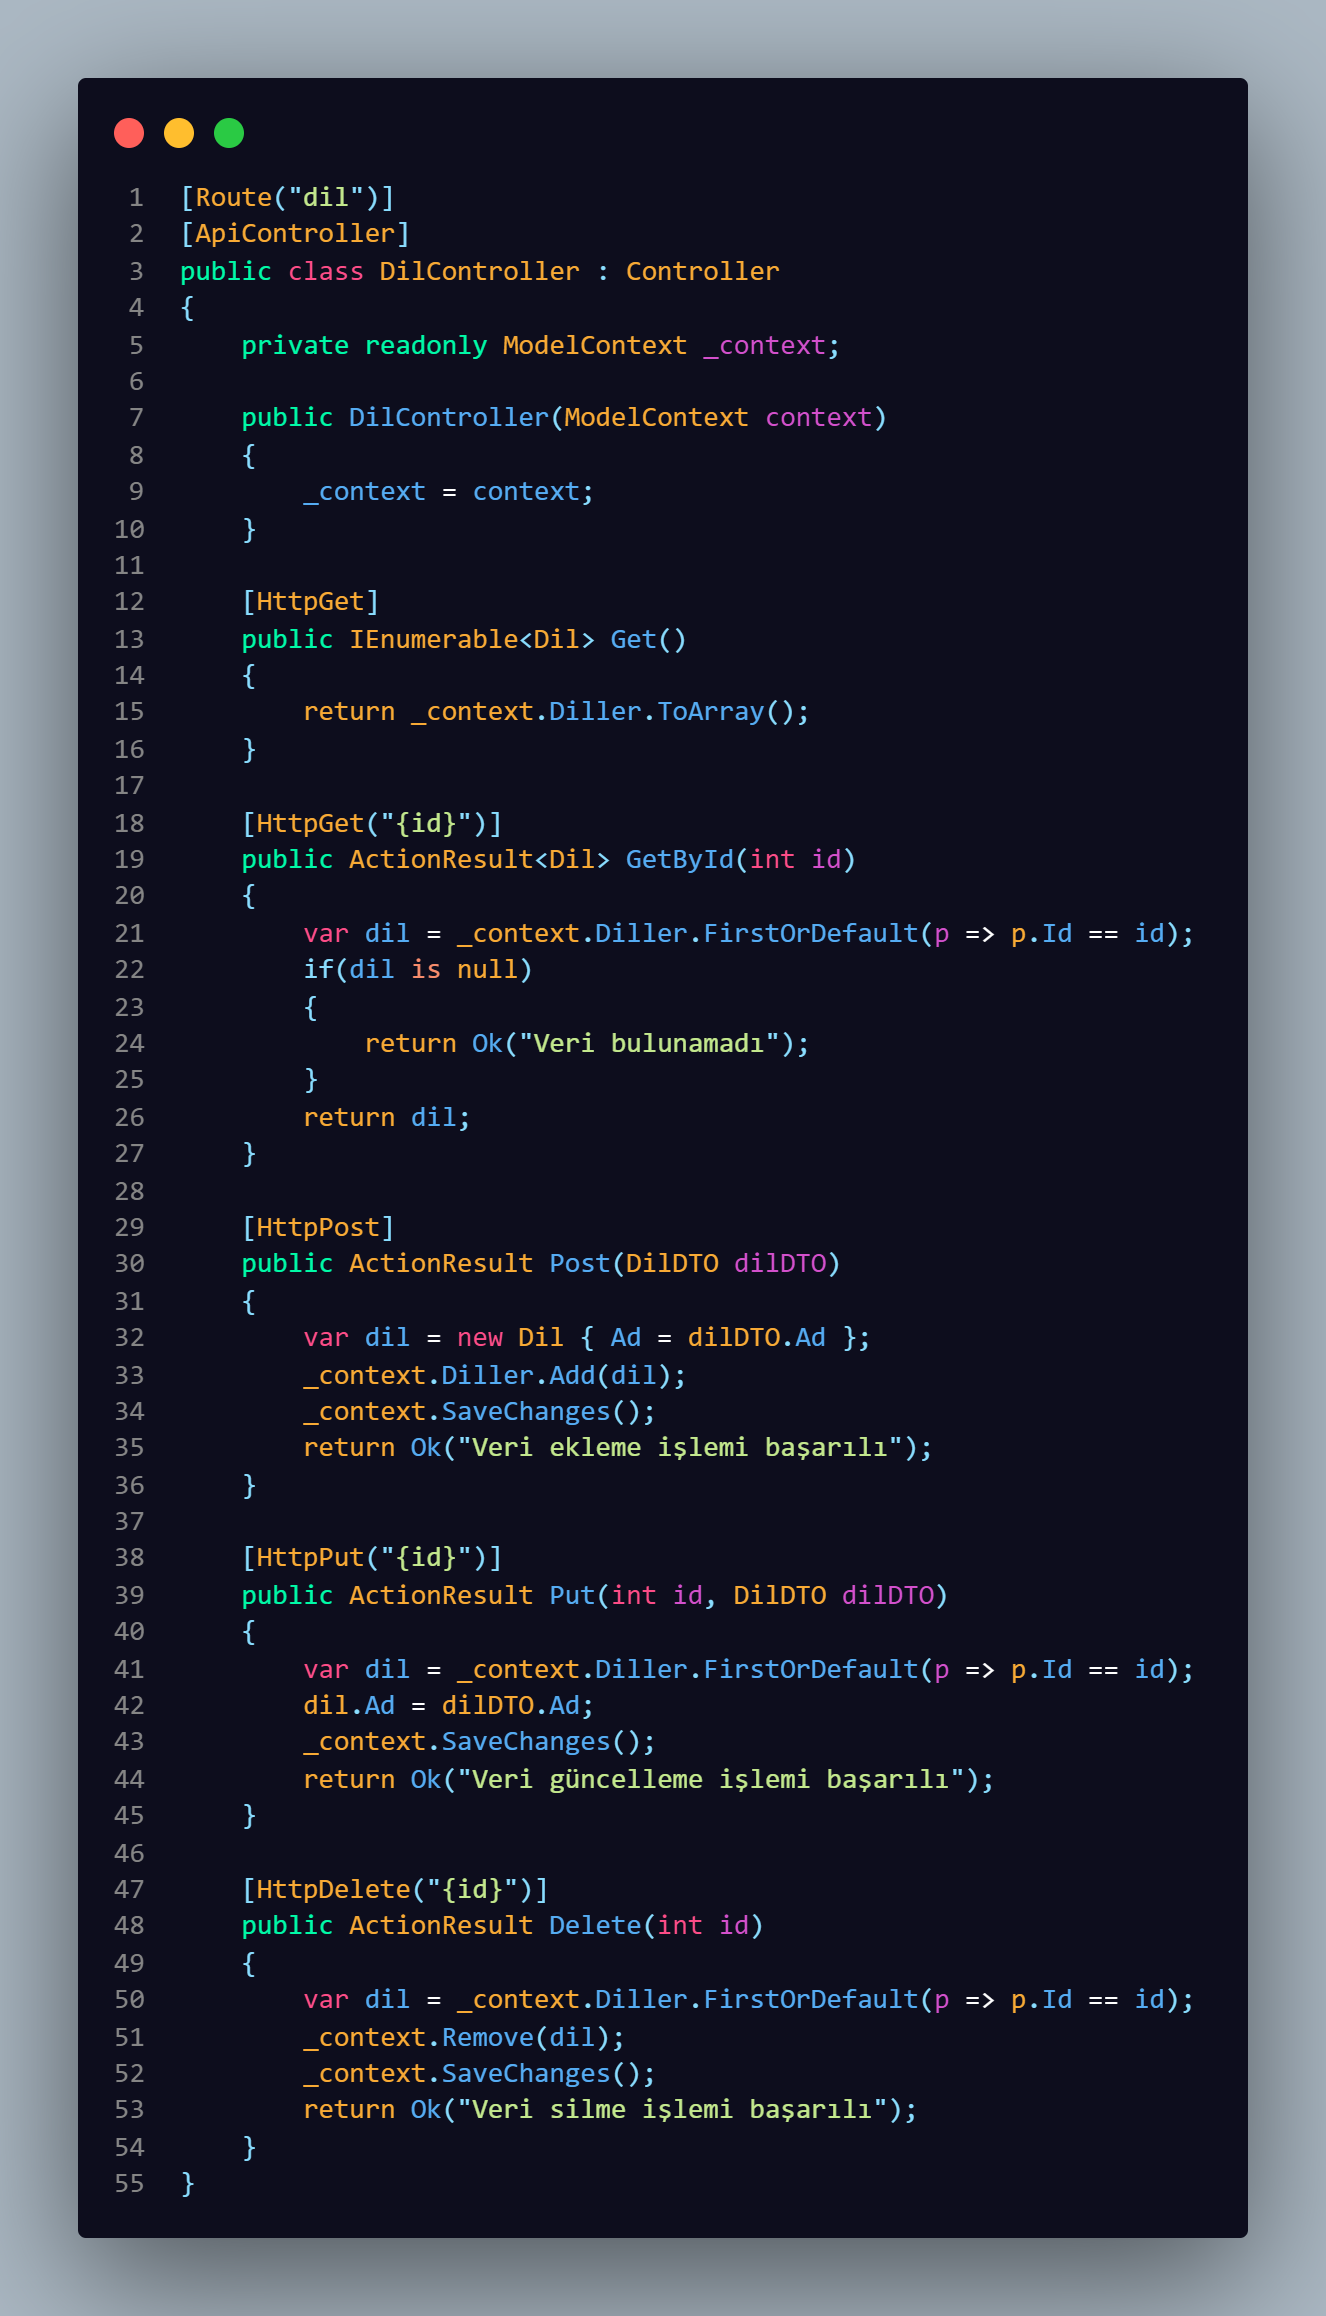 1 [Route("dil")]
2 [ApiController]
3 public class DilController : Controller
4 {
5     private readonly ModelContext _context;
6
7     public DilController(ModelContext context)
8     {
9         _context = context;
10     }
11
12     [HttpGet]
13     public IEnumerable<Dil> Get()
14     {
15         return _context.Diller.ToArray();
16     }
17
18     [HttpGet("{id}")]
19     public ActionResult<Dil> GetById(int id)
20     {
21         var dil = _context.Diller.FirstOrDefault(p => p.Id == id);
22         if(dil is null)
23         {
24             return Ok("Veri bulunamadı");
25         }
26         return dil;
27     }
28
29     [HttpPost]
30     public ActionResult Post(DilDTO dilDTO)
31     {
32         var dil = new Dil { Ad = dilDTO.Ad };
33         _context.Diller.Add(dil);
34         _context.SaveChanges();
35         return Ok("Veri ekleme işlemi başarılı");
36     }
37
38     [HttpPut("{id}")]
39     public ActionResult Put(int id, DilDTO dilDTO)
40     {
41         var dil = _context.Diller.FirstOrDefault(p => p.Id == id);
42         dil.Ad = dilDTO.Ad;
43         _context.SaveChanges();
44         return Ok("Veri güncelleme işlemi başarılı");
45     }
46
47     [HttpDelete("{id}")]
48     public ActionResult Delete(int id)
49     {
50         var dil = _context.Diller.FirstOrDefault(p => p.Id == id);
51         _context.Remove(dil);
52         _context.SaveChanges();
53         return Ok("Veri silme işlemi başarılı");
54     }
55 }